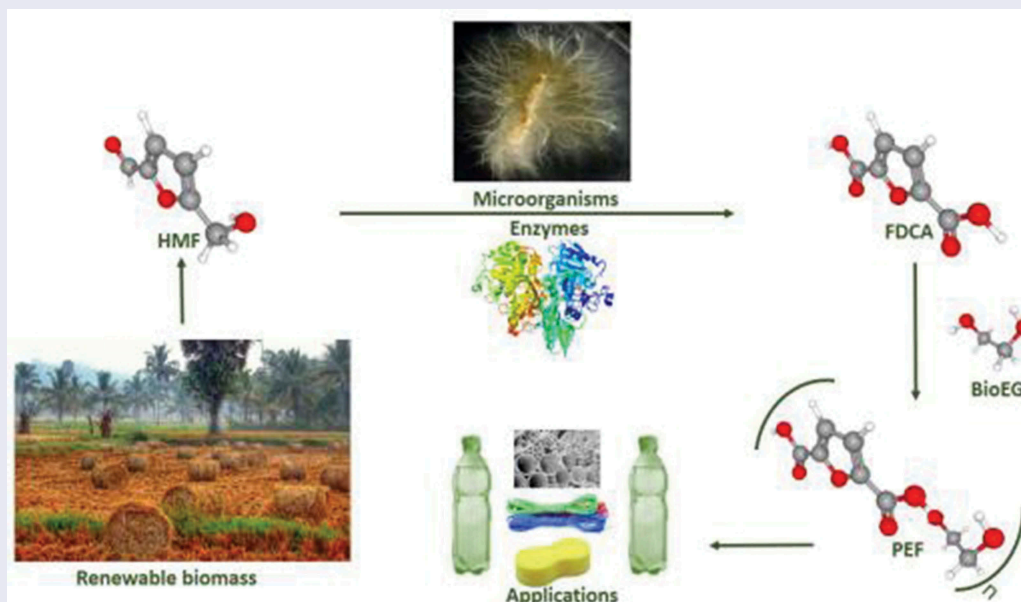 Microorganisms
Enzymes
HMF
FDCA
BioEG
PEF
n
Renewable biomass
Applications